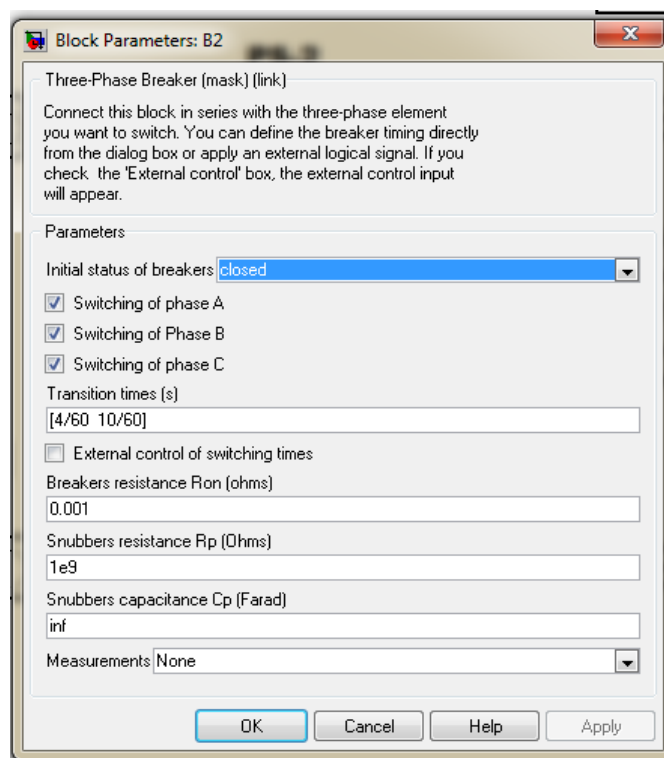 Block Parameters: B2
Three-Phase Breaker (mask) (link)
Connect this block in series with the three-phase element
you want to switch. You can define the breaker timing directly
from the dialog box or apply an external logical signal. If you
check the 'External control' box, the external control input
will appear.
Parameters
Initial status of breakers closed
Switching of phase A
Switching of Phase B
Switching of phase C
Transition times (s)
[4/60 10/60]
External control of switching times
Breakers resistance Ron (ohms)
0.001
Snubbers resistance Rp (Ohms)
1e9
Snubbers capacitance Cp (Farad)
inf
Measurements None
OK Cancel Help Apply